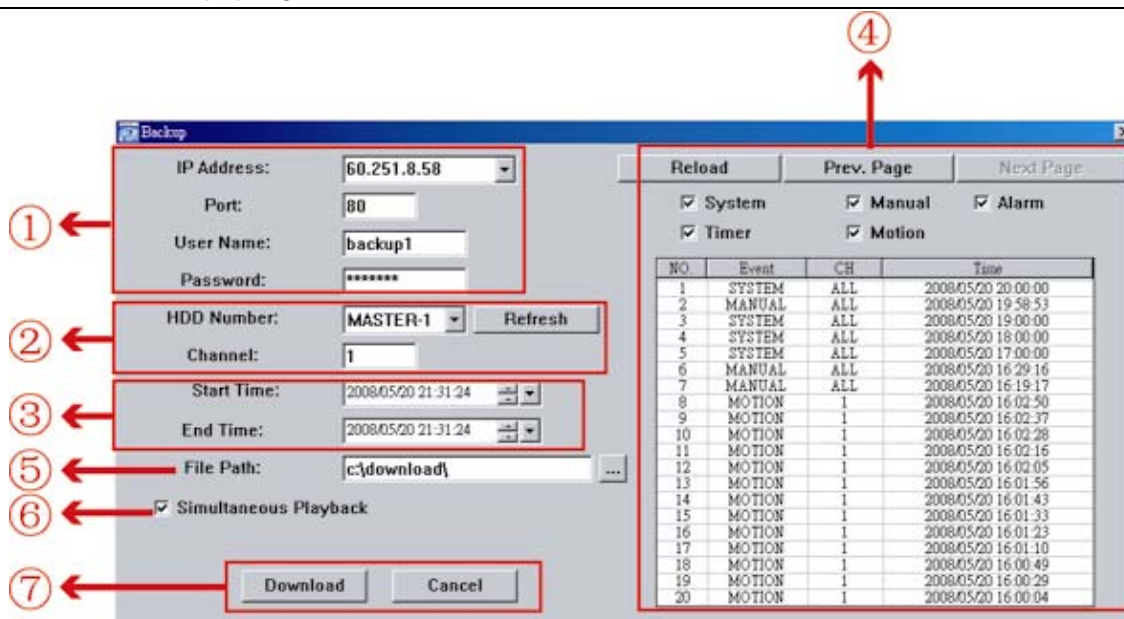 ④
Backup
①
IP Address: 60.251.8.58
Port: 80
User Name: backup1
Password: *******
②
HDD Number: MASTER-1 Refresh
Channel: 1
③
Start Time: 2008/05/20 21:31:24
End Time: 2008/05/20 21:31:24
⑤
File Path: c:\download\ ...
⑥
Simultaneous Playback
⑦
Download Cancel
Reload Prev. Page Next Page
System Manual Alarm
Timer Motion
NO. Event CH Time
1 SYSTEM ALL 2008/05/20 20:00:00
2 MANUAL ALL 2008/05/20 19:58:53
3 SYSTEM ALL 2008/05/20 19:00:00
4 SYSTEM ALL 2008/05/20 18:00:00
5 SYSTEM ALL 2008/05/20 17:00:00
6 MANUAL ALL 2008/05/20 16:29:16
7 MANUAL ALL 2008/05/20 16:19:17
8 MOTION 1 2008/05/20 16:02:50
9 MOTION 1 2008/05/20 16:02:37
10 MOTION 1 2008/05/20 16:02:28
11 MOTION 1 2008/05/20 16:02:16
12 MOTION 1 2008/05/20 16:02:05
13 MOTION 1 2008/05/20 16:01:56
14 MOTION 1 2008/05/20 16:01:43
15 MOTION 1 2008/05/20 16:01:33
16 MOTION 1 2008/05/20 16:01:23
17 MOTION 1 2008/05/20 16:01:10
18 MOTION 1 2008/05/20 16:00:49
19 MOTION 1 2008/05/20 16:00:29
20 MOTION 1 2008/05/20 16:00:04